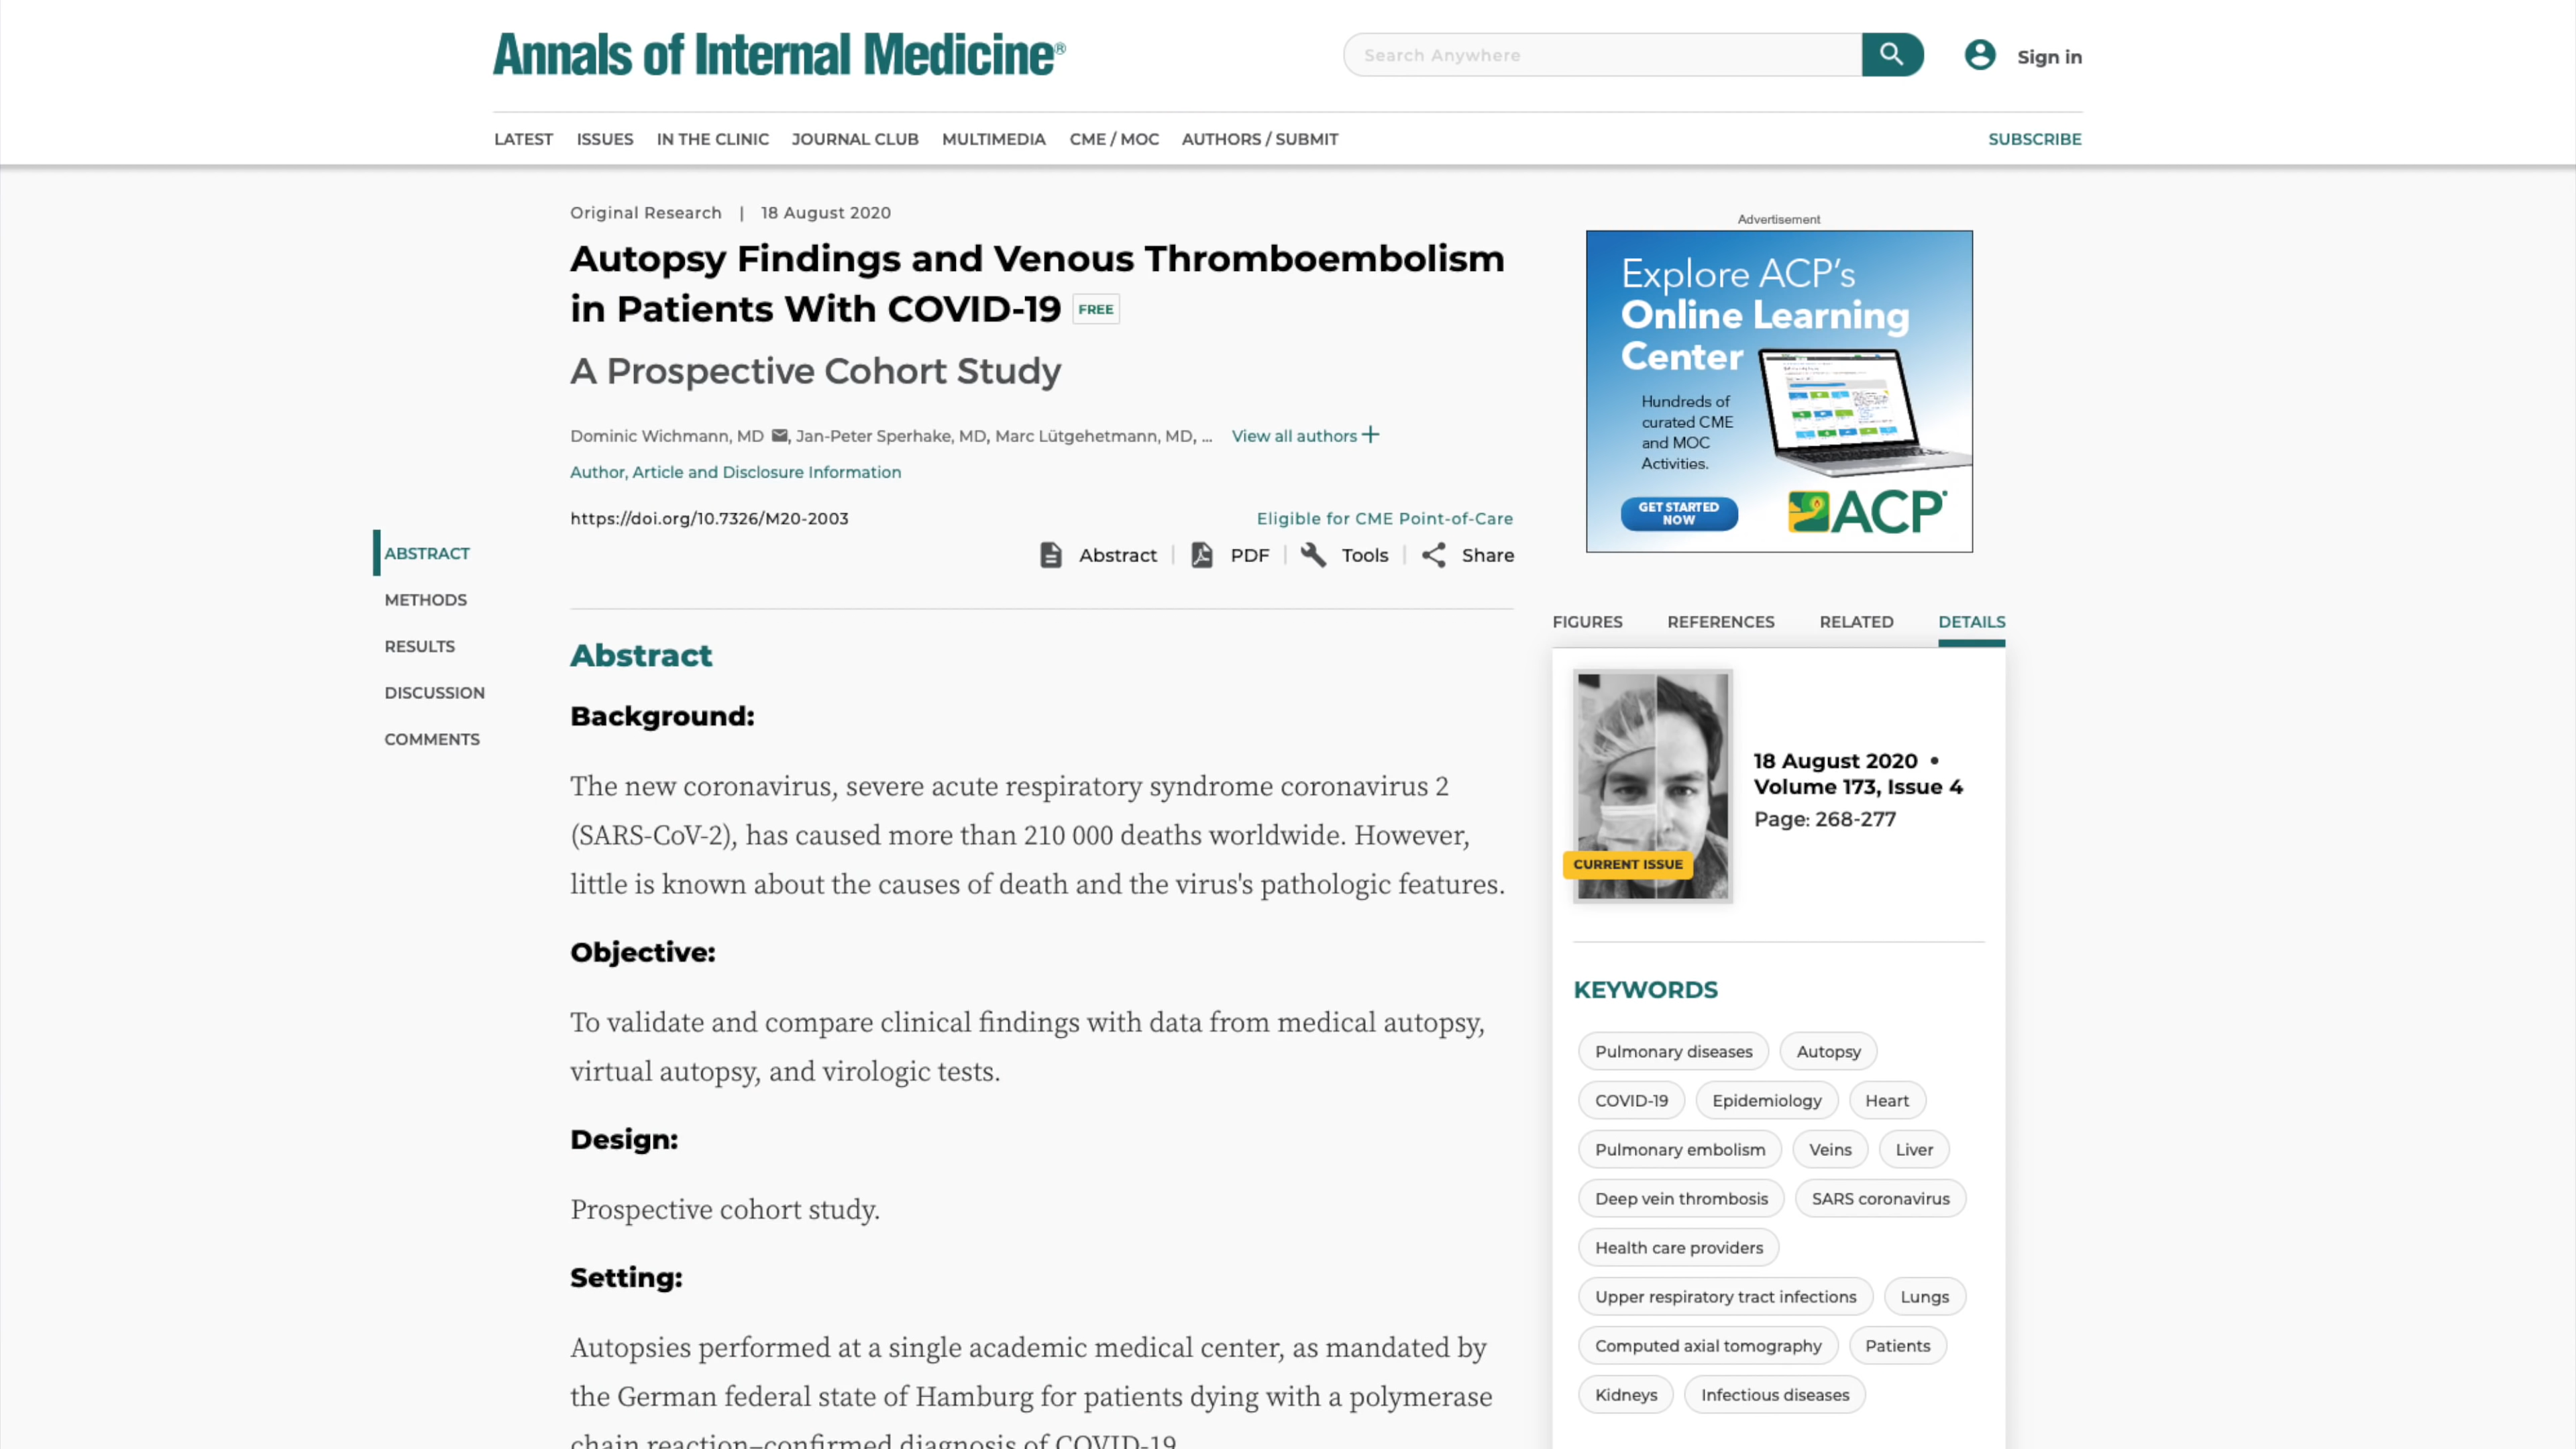 Annals of Internal Medicine®
Search Anywhere
Sign in
LATEST ISSUES IN THE CLINIC JOURNAL CLUB MULTIMEDIA CME / MOC AUTHORS / SUBMIT
SUBSCRIBE
Original Research | 18 August 2020
Autopsy Findings and Venous Thromboembolism
in Patients With COVID-19 FREE
A Prospective Cohort Study
Dominic Wichmann, MD , Jan-Peter Sperhake, MD, Marc Lütgehetmann, MD, ... View all authors +
Author, Article and Disclosure Information
https://doi.org/10.7326/M20-2003
Eligible for CME Point-of-Care
Abstract | PDF | Tools | Share
ABSTRACT
METHODS
RESULTS
DISCUSSION
COMMENTS
Abstract
Background:
The new coronavirus, severe acute respiratory syndrome coronavirus 2
(SARS-CoV-2), has caused more than 210 000 deaths worldwide. However,
little is known about the causes of death and the virus's pathologic features.
Objective:
To validate and compare clinical findings with data from medical autopsy,
virtual autopsy, and virologic tests.
Design:
Prospective cohort study.
Setting:
Autopsies performed at a single academic medical center, as mandated by
the German federal state of Hamburg for patients dying with a polymerase
chain reaction–confirmed diagnosis of COVID-19
Advertisement
Explore ACP's
Online Learning
Center
Hundreds of
curated CME
and MOC
Activities.
GET STARTED
NOW
ACP
FIGURES REFERENCES RELATED DETAILS
CURRENT ISSUE
18 August 2020 •
Volume 173, Issue 4
Page: 268-277
KEYWORDS
Pulmonary diseases Autopsy
COVID-19 Epidemiology Heart
Pulmonary embolism Veins Liver
Deep vein thrombosis SARS coronavirus
Health care providers
Upper respiratory tract infections Lungs
Computed axial tomography Patients
Kidneys Infectious diseases